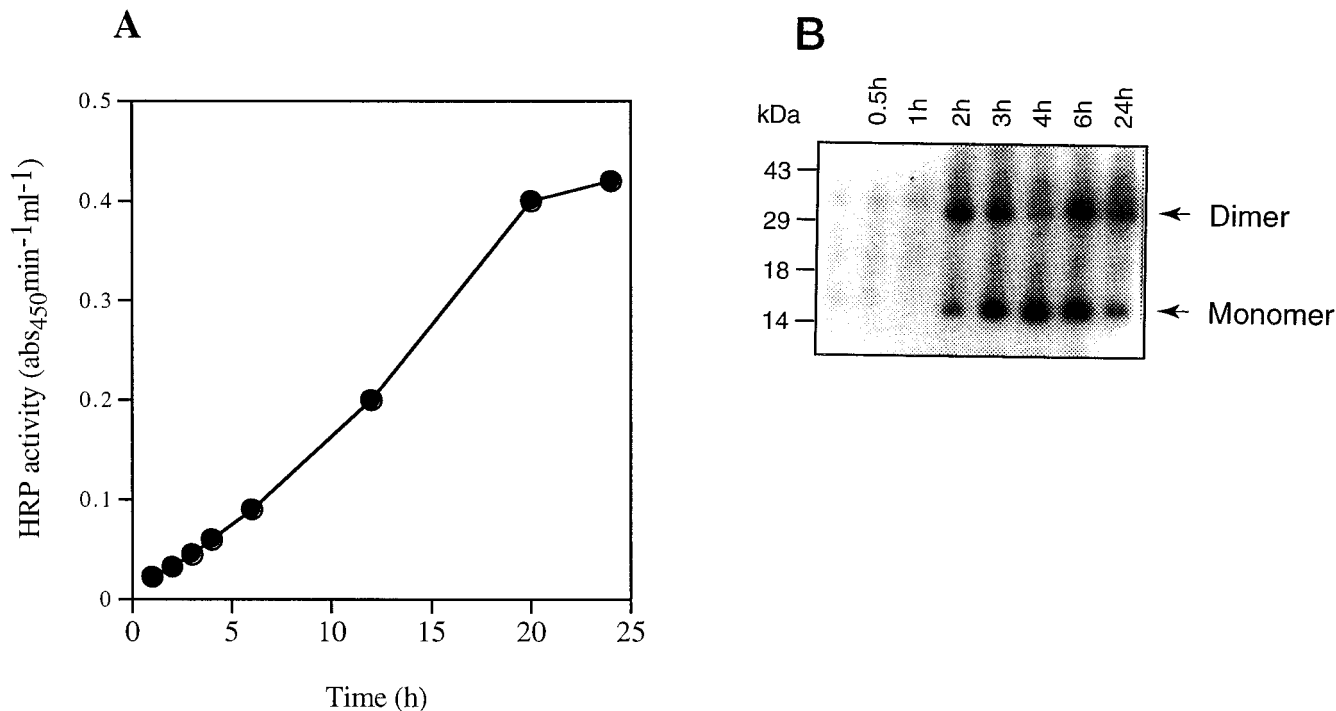 A
HRP activity (abs450min-1ml-1)
0.5
0.4
0.3
0.2
0.1
0
0 5 10 15 20 25
Time (h)
B
kDa
0.5h 1h 2h 3h 4h 6h 24h
43
29
18
14
Dimer
Monomer